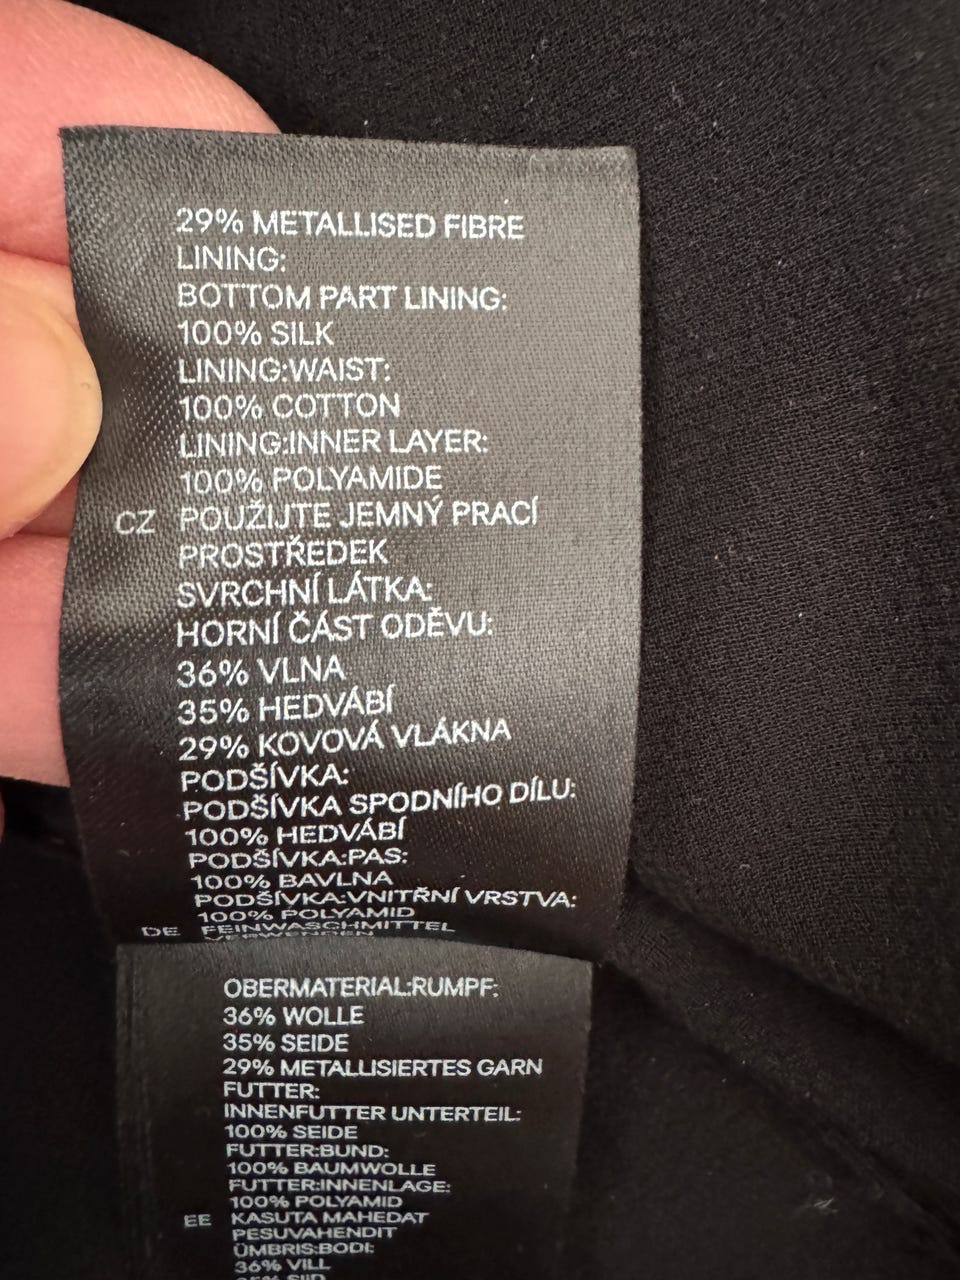 29% METALLISED FIBRE
LINING:
BOTTOM PART LINING:
100% SILK
LINING:WAIST:
100% COTTON
LINING:INNER LAYER:
100% POLYAMIDE
CZ POUŽIJTE JEMNÝ PRACÍ
PROSTŘEDEK
SVRCHNÍ LÁTKA:
HORNÍ ČÁST ODĚVU:
36% VLNA
35% HEDVÁBÍ
29% KOVOVÁ VLÁKNA
PODŠÍVKA:
PODŠÍVKA SPODNÍHO DÍLU:
100% HEDVÁBÍ
PODŠÍVKA:PAS:
100% BAVLNA
PODŠÍVKA:VNITŘNÍ VRSTVA:
100% POLYAMID
DE FEINWASCHMITTEL
VERWENDEN
OBERMATERIAL:RUMPF:
36% WOLLE
35% SEIDE
29% METALLISIERTES GARN
FUTTER:
INNENFUTTER UNTERTEIL:
100% SEIDE
FUTTER:BUND:
100% BAUMWOLLE
FUTTER:INNENLAGE:
100% POLYAMID
EE KASUTA MAHEDAT
PESUVAHENDIT
ÜMBRIS:BODI:
36% VILL
35% SIID